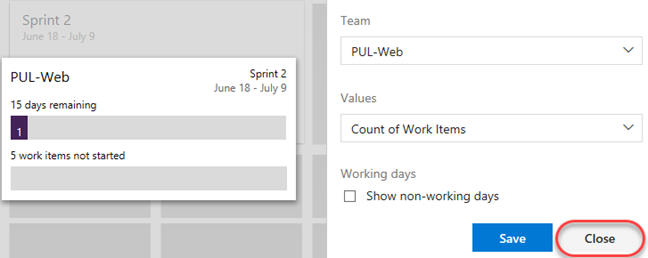 Sprint 2
June 18 - July 9
PUL-Web
Sprint 2
June 18 - July 9
15 days remaining
1
5 work items not started
Team
PUL-Web
Values
Count of Work Items
Working days
Show non-working days
Save
Close